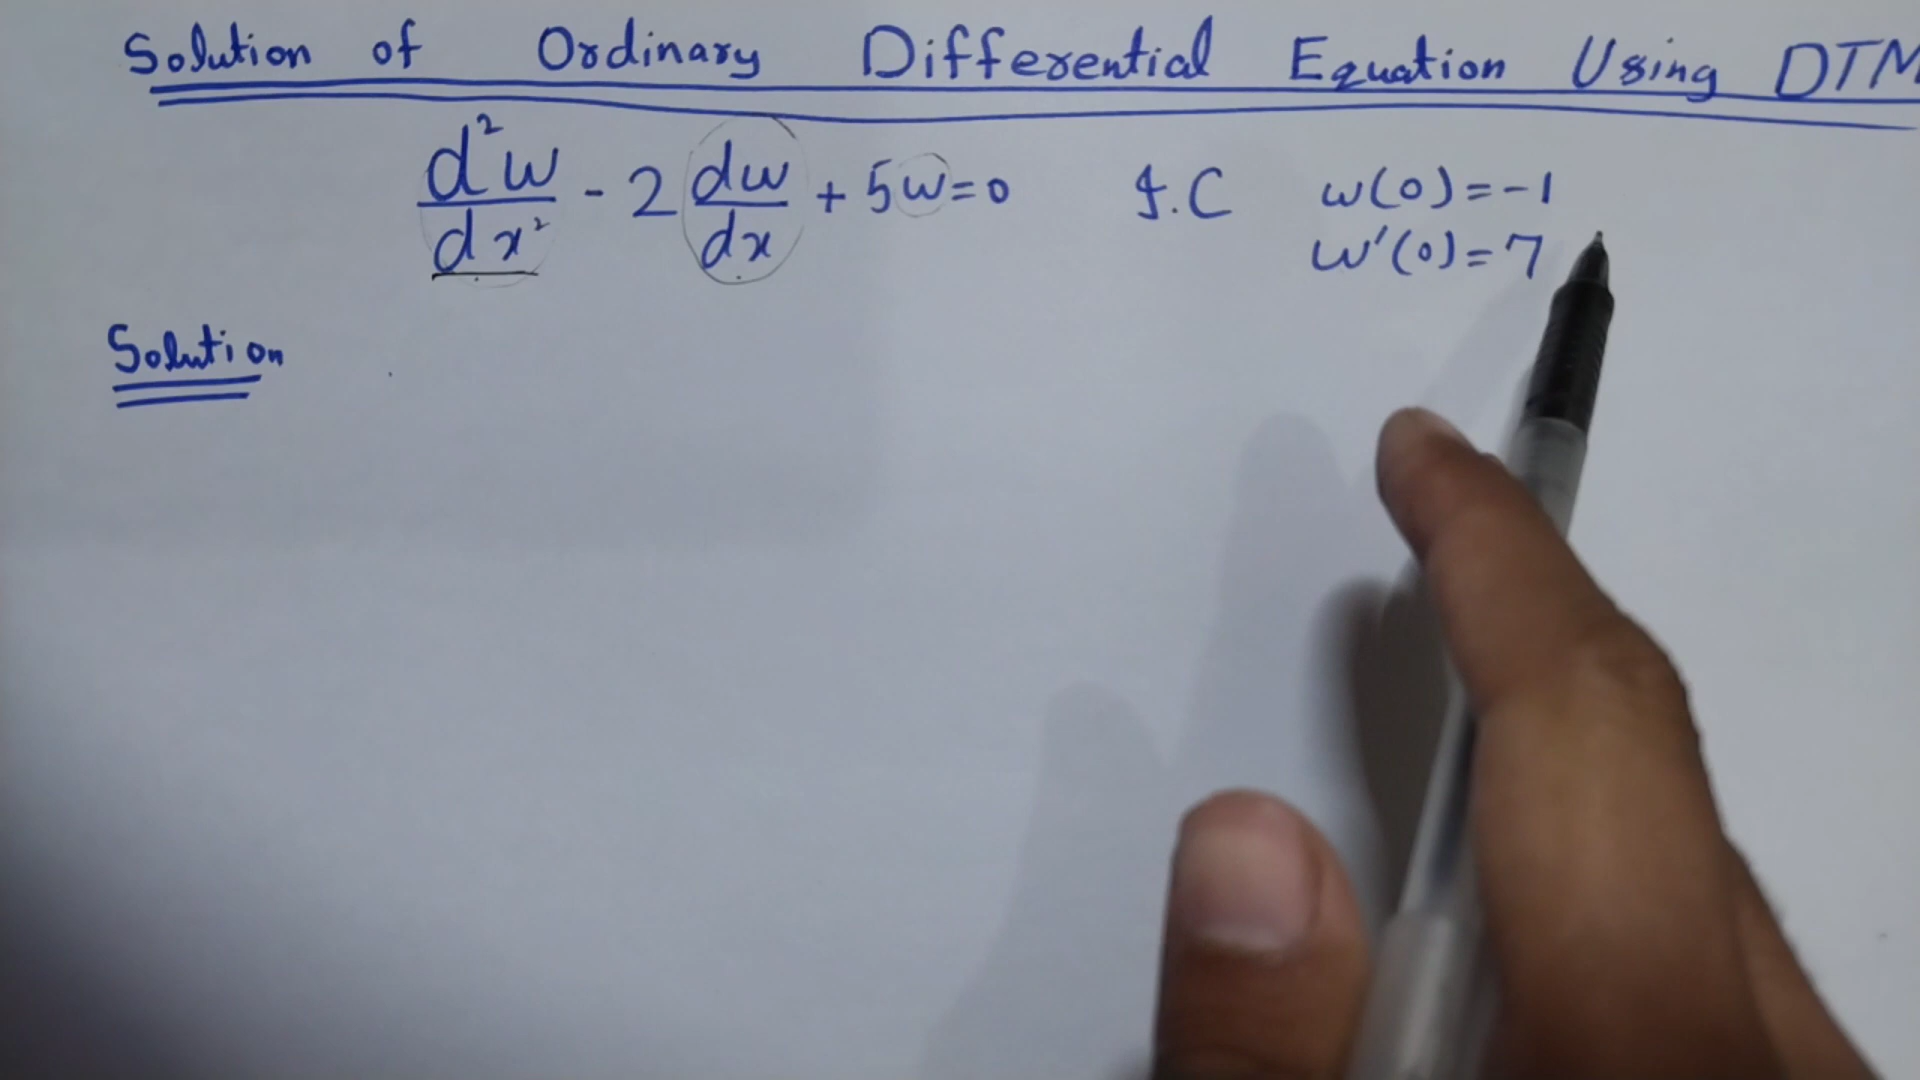 Solution of Ordinary Differential Equation Using DTM
d²w/dx² - 2 dw/dx + 5w=0 I.C w(0)=-1
w'(0)=7
Solution